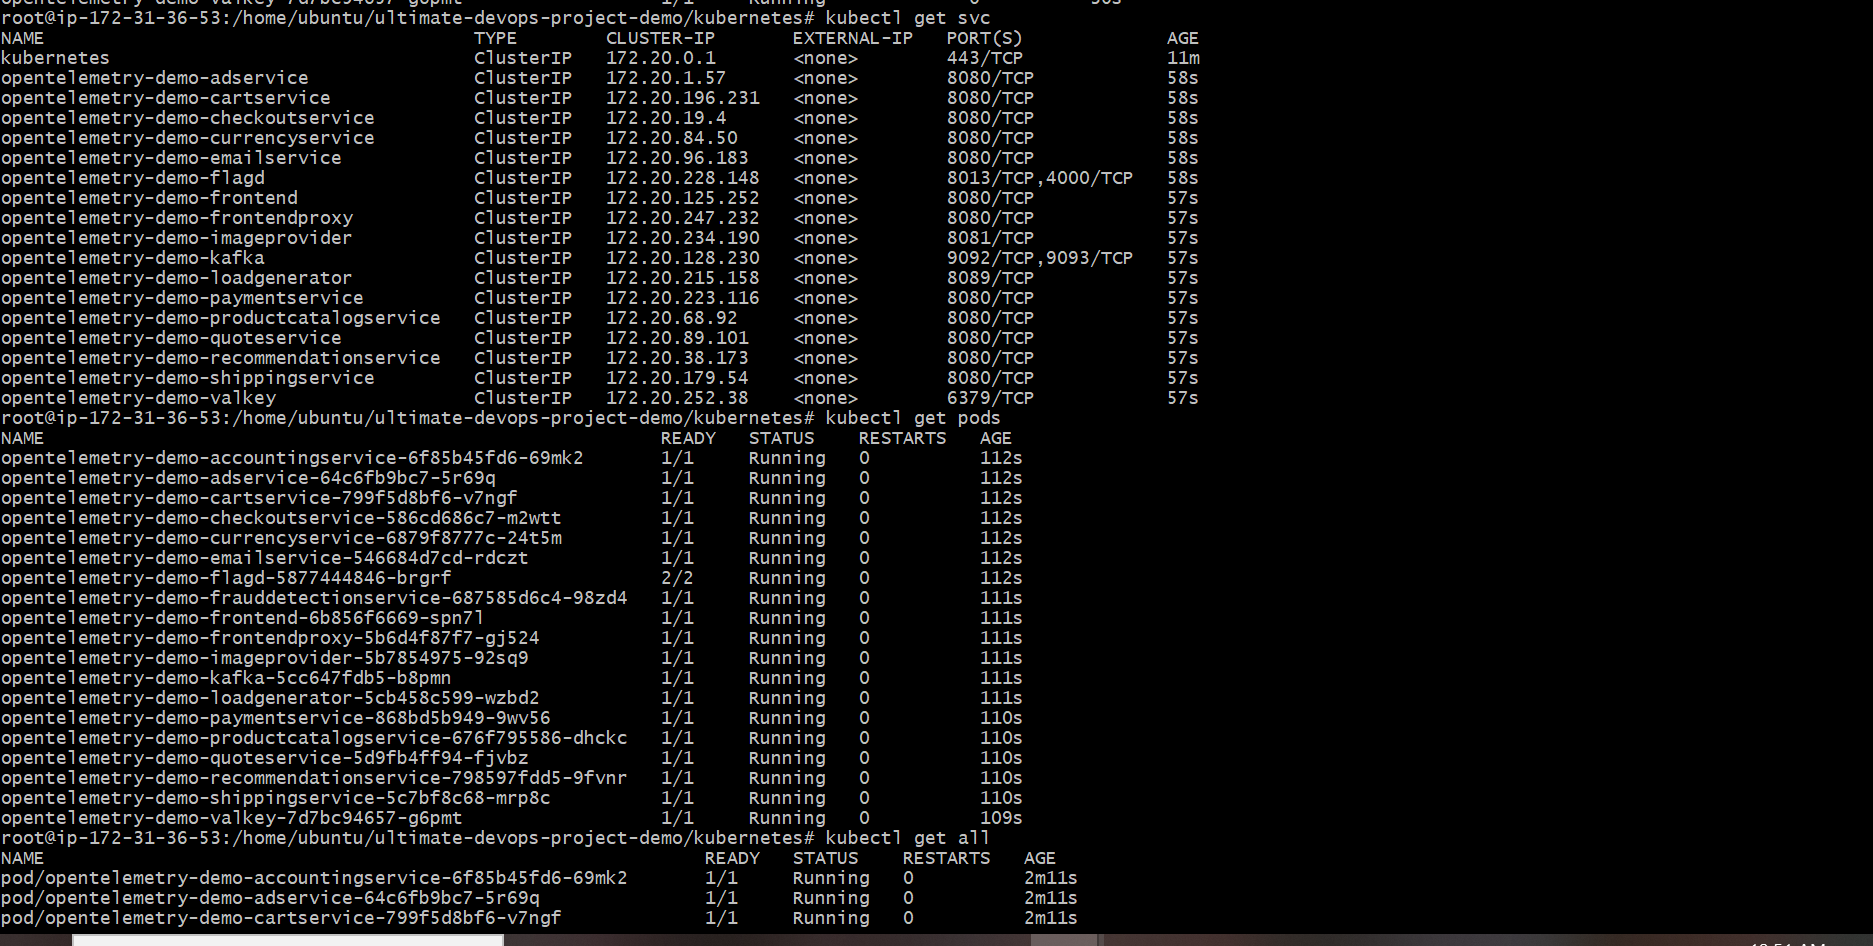 opentelemetry-demo-valkey-7d7bc94657-g6pmt 1/1 Running 0 50s
root@ip-172-31-36-53:/home/ubuntu/ultimate-devops-project-demo/kubernetes# kubectl get svc
NAME TYPE CLUSTER-IP EXTERNAL-IP PORT(S) AGE
kubernetes ClusterIP 172.20.0.1 <none> 443/TCP 11m
opentelemetry-demo-adservice ClusterIP 172.20.1.57 <none> 8080/TCP 58s
opentelemetry-demo-cartservice ClusterIP 172.20.196.231 <none> 8080/TCP 58s
opentelemetry-demo-checkoutservice ClusterIP 172.20.19.4 <none> 8080/TCP 58s
opentelemetry-demo-currencyservice ClusterIP 172.20.84.50 <none> 8080/TCP 58s
opentelemetry-demo-emailservice ClusterIP 172.20.96.183 <none> 8080/TCP 58s
opentelemetry-demo-flagd ClusterIP 172.20.228.148 <none> 8013/TCP,4000/TCP 58s
opentelemetry-demo-frontend ClusterIP 172.20.125.252 <none> 8080/TCP 57s
opentelemetry-demo-frontendproxy ClusterIP 172.20.247.232 <none> 8080/TCP 57s
opentelemetry-demo-imageprovider ClusterIP 172.20.234.190 <none> 8081/TCP 57s
opentelemetry-demo-kafka ClusterIP 172.20.128.230 <none> 9092/TCP,9093/TCP 57s
opentelemetry-demo-loadgenerator ClusterIP 172.20.215.158 <none> 8089/TCP 57s
opentelemetry-demo-paymentservice ClusterIP 172.20.223.116 <none> 8080/TCP 57s
opentelemetry-demo-productcatalogservice ClusterIP 172.20.68.92 <none> 8080/TCP 57s
opentelemetry-demo-quoteservice ClusterIP 172.20.89.101 <none> 8080/TCP 57s
opentelemetry-demo-recommendationservice ClusterIP 172.20.38.173 <none> 8080/TCP 57s
opentelemetry-demo-shippingservice ClusterIP 172.20.179.54 <none> 8080/TCP 57s
opentelemetry-demo-valkey ClusterIP 172.20.252.38 <none> 6379/TCP 57s
root@ip-172-31-36-53:/home/ubuntu/ultimate-devops-project-demo/kubernetes# kubectl get pods
NAME READY STATUS RESTARTS AGE
opentelemetry-demo-accountingservice-6f85b45fd6-69mk2 1/1 Running 0 112s
opentelemetry-demo-adservice-64c6fb9bc7-5r69q 1/1 Running 0 112s
opentelemetry-demo-cartservice-799f5d8bf6-v7ngf 1/1 Running 0 112s
opentelemetry-demo-checkoutservice-586cd686c7-m2wtt 1/1 Running 0 112s
opentelemetry-demo-currencyservice-6879f8777c-24t5m 1/1 Running 0 112s
opentelemetry-demo-emailservice-546684d7cd-rdczt 1/1 Running 0 112s
opentelemetry-demo-flagd-5877444846-brgrf 2/2 Running 0 112s
opentelemetry-demo-frauddetectionservice-687585d6c4-98zd4 1/1 Running 0 111s
opentelemetry-demo-frontend-6b856f6669-spn7l 1/1 Running 0 111s
opentelemetry-demo-frontendproxy-5b6d4f87f7-gj524 1/1 Running 0 111s
opentelemetry-demo-imageprovider-5b7854975-92sq9 1/1 Running 0 111s
opentelemetry-demo-kafka-5cc647fdb5-b8pmn 1/1 Running 0 111s
opentelemetry-demo-loadgenerator-5cb458c599-wzbd2 1/1 Running 0 111s
opentelemetry-demo-paymentservice-868bd5b949-9wv56 1/1 Running 0 110s
opentelemetry-demo-productcatalogservice-676f795586-dhckc 1/1 Running 0 110s
opentelemetry-demo-quoteservice-5d9fb4ff94-fjvbz 1/1 Running 0 110s
opentelemetry-demo-recommendationservice-798597fdd5-9fvnr 1/1 Running 0 110s
opentelemetry-demo-shippingservice-5c7bf8c68-mrp8c 1/1 Running 0 110s
opentelemetry-demo-valkey-7d7bc94657-g6pmt 1/1 Running 0 109s
root@ip-172-31-36-53:/home/ubuntu/ultimate-devops-project-demo/kubernetes# kubectl get all
NAME READY STATUS RESTARTS AGE
pod/opentelemetry-demo-accountingservice-6f85b45fd6-69mk2 1/1 Running 0 2m11s
pod/opentelemetry-demo-adservice-64c6fb9bc7-5r69q 1/1 Running 0 2m11s
pod/opentelemetry-demo-cartservice-799f5d8bf6-v7ngf 1/1 Running 0 2m11s